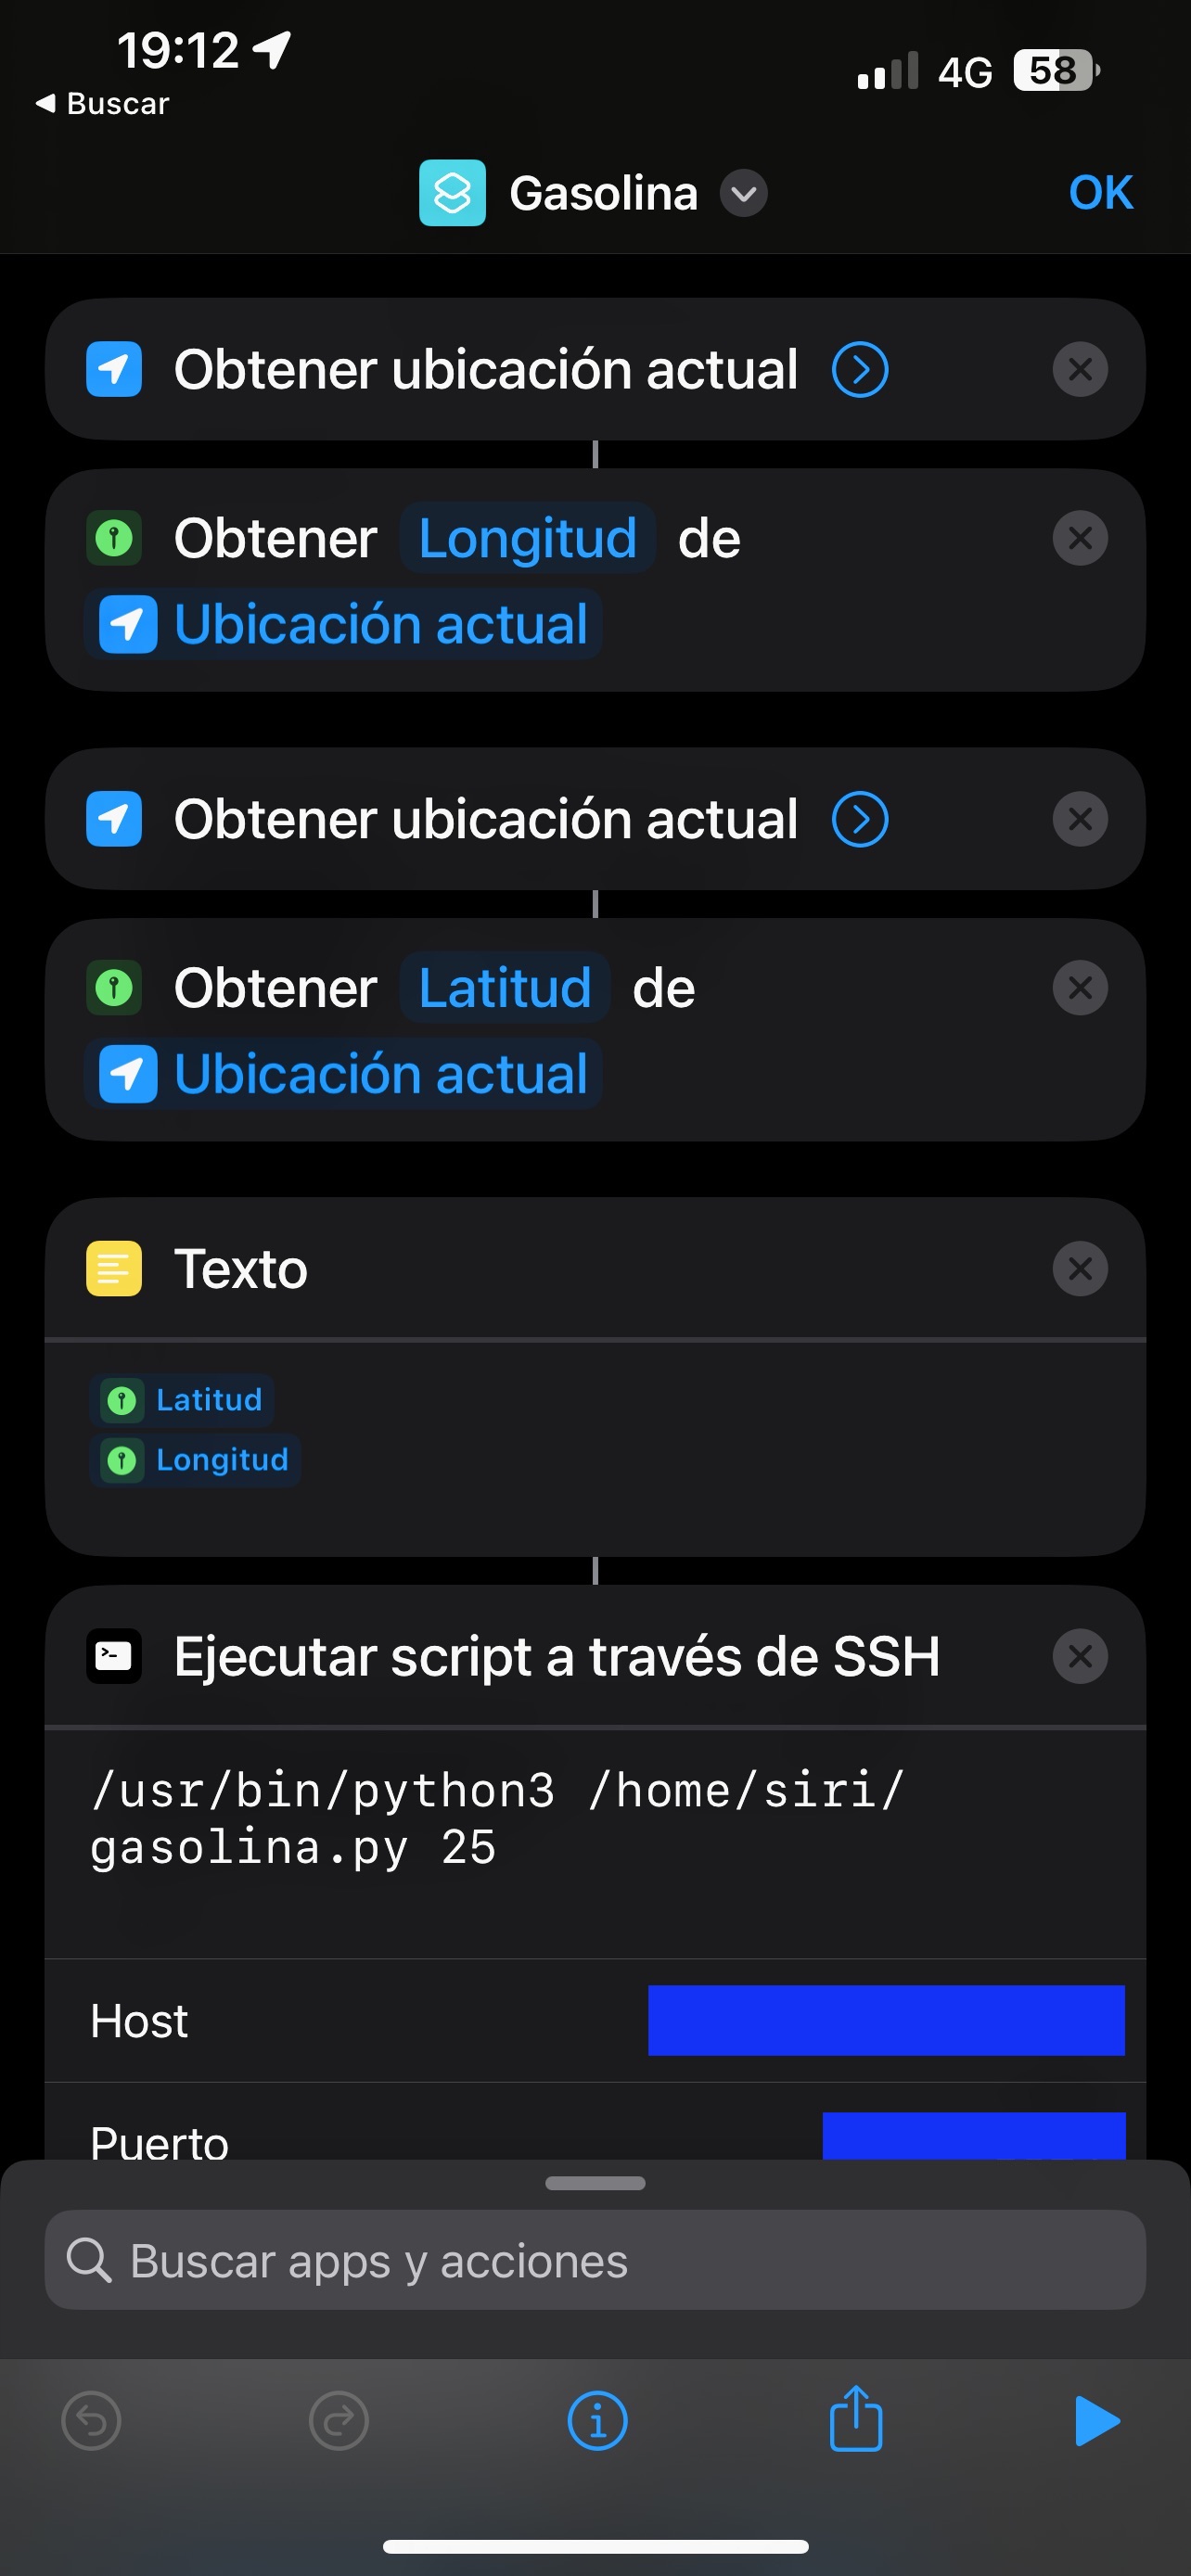 19:12
4G
58
Buscar
Gasolina
OK
Obtener ubicación actual
Obtener Longitud de
Ubicación actual
Obtener ubicación actual
Obtener Latitud de
Ubicación actual
Texto
Latitud
Longitud
Ejecutar script a través de SSH
/usr/bin/python3 /home/siri/
gasolina.py 25
Host
Puerto
Buscar apps y acciones